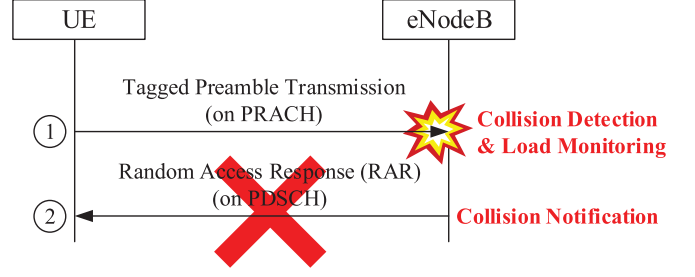 UE
eNodeB
Tagged Preamble Transmission
(on PRACH)
1
Collision Detection
& Load Monitoring
Random Access Response (RAR)
(on PDSCH)
2
Collision Notification